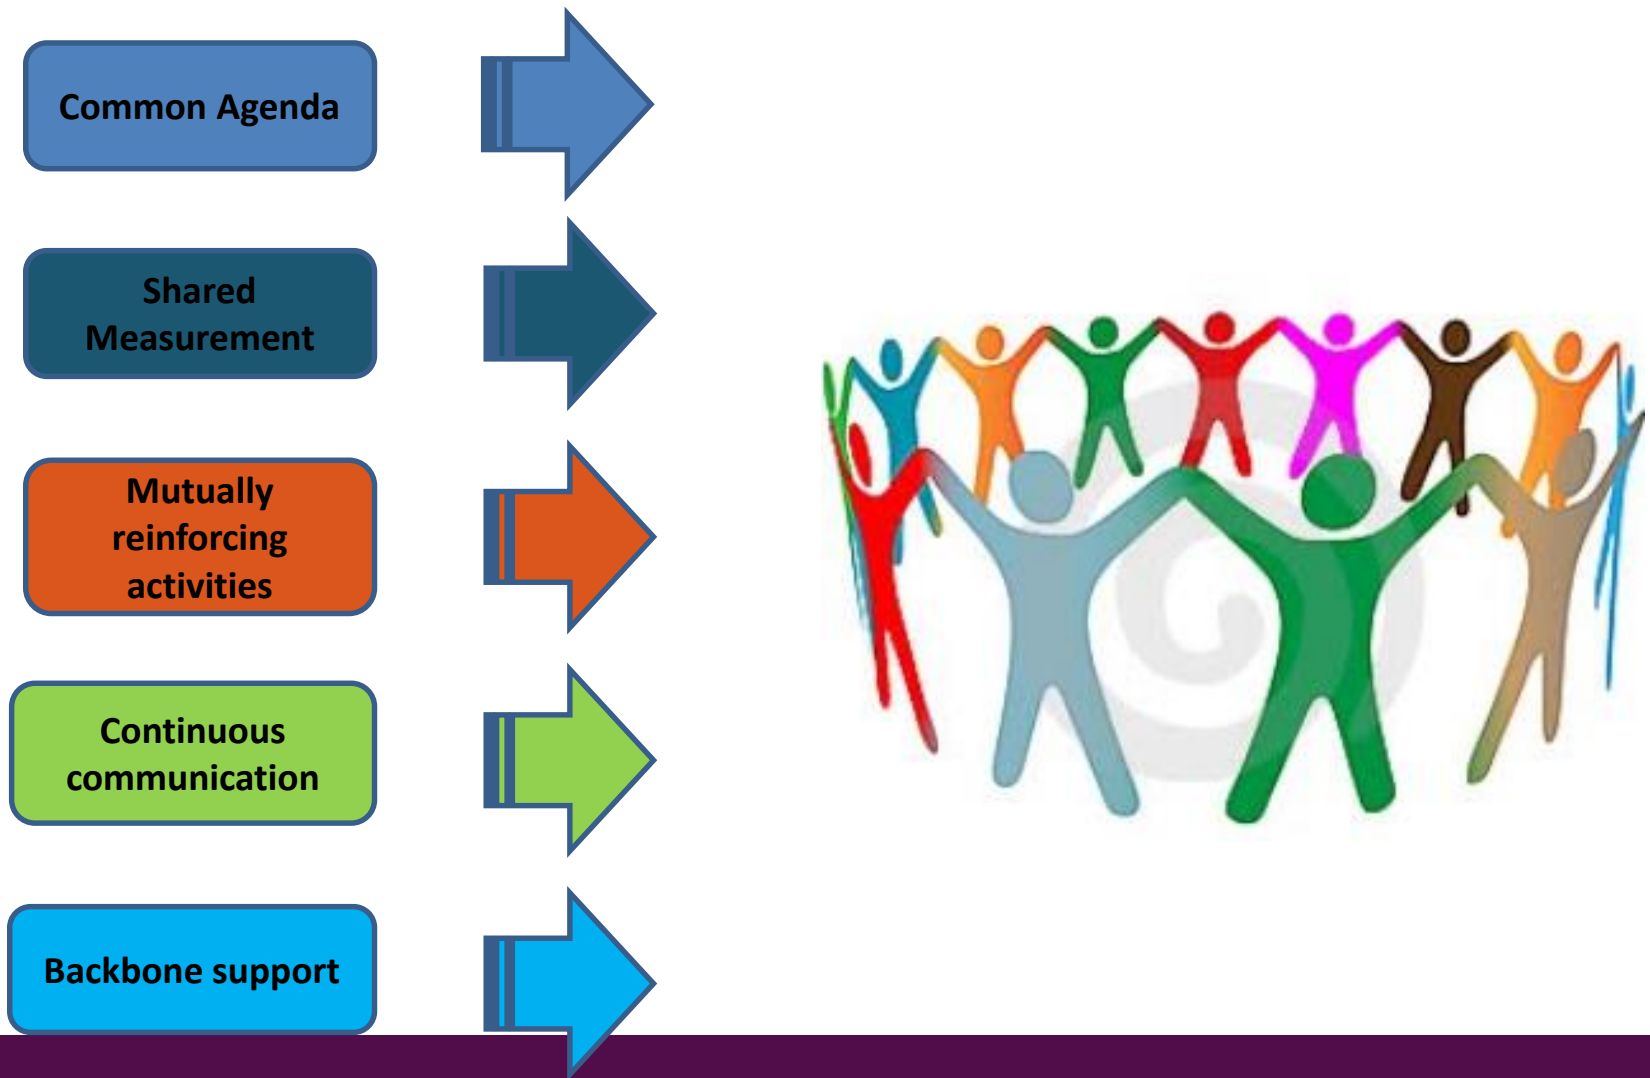 Common Agenda
Shared
Measurement
Mutually
reinforcing
activities
Continuous
communication
Backbone support